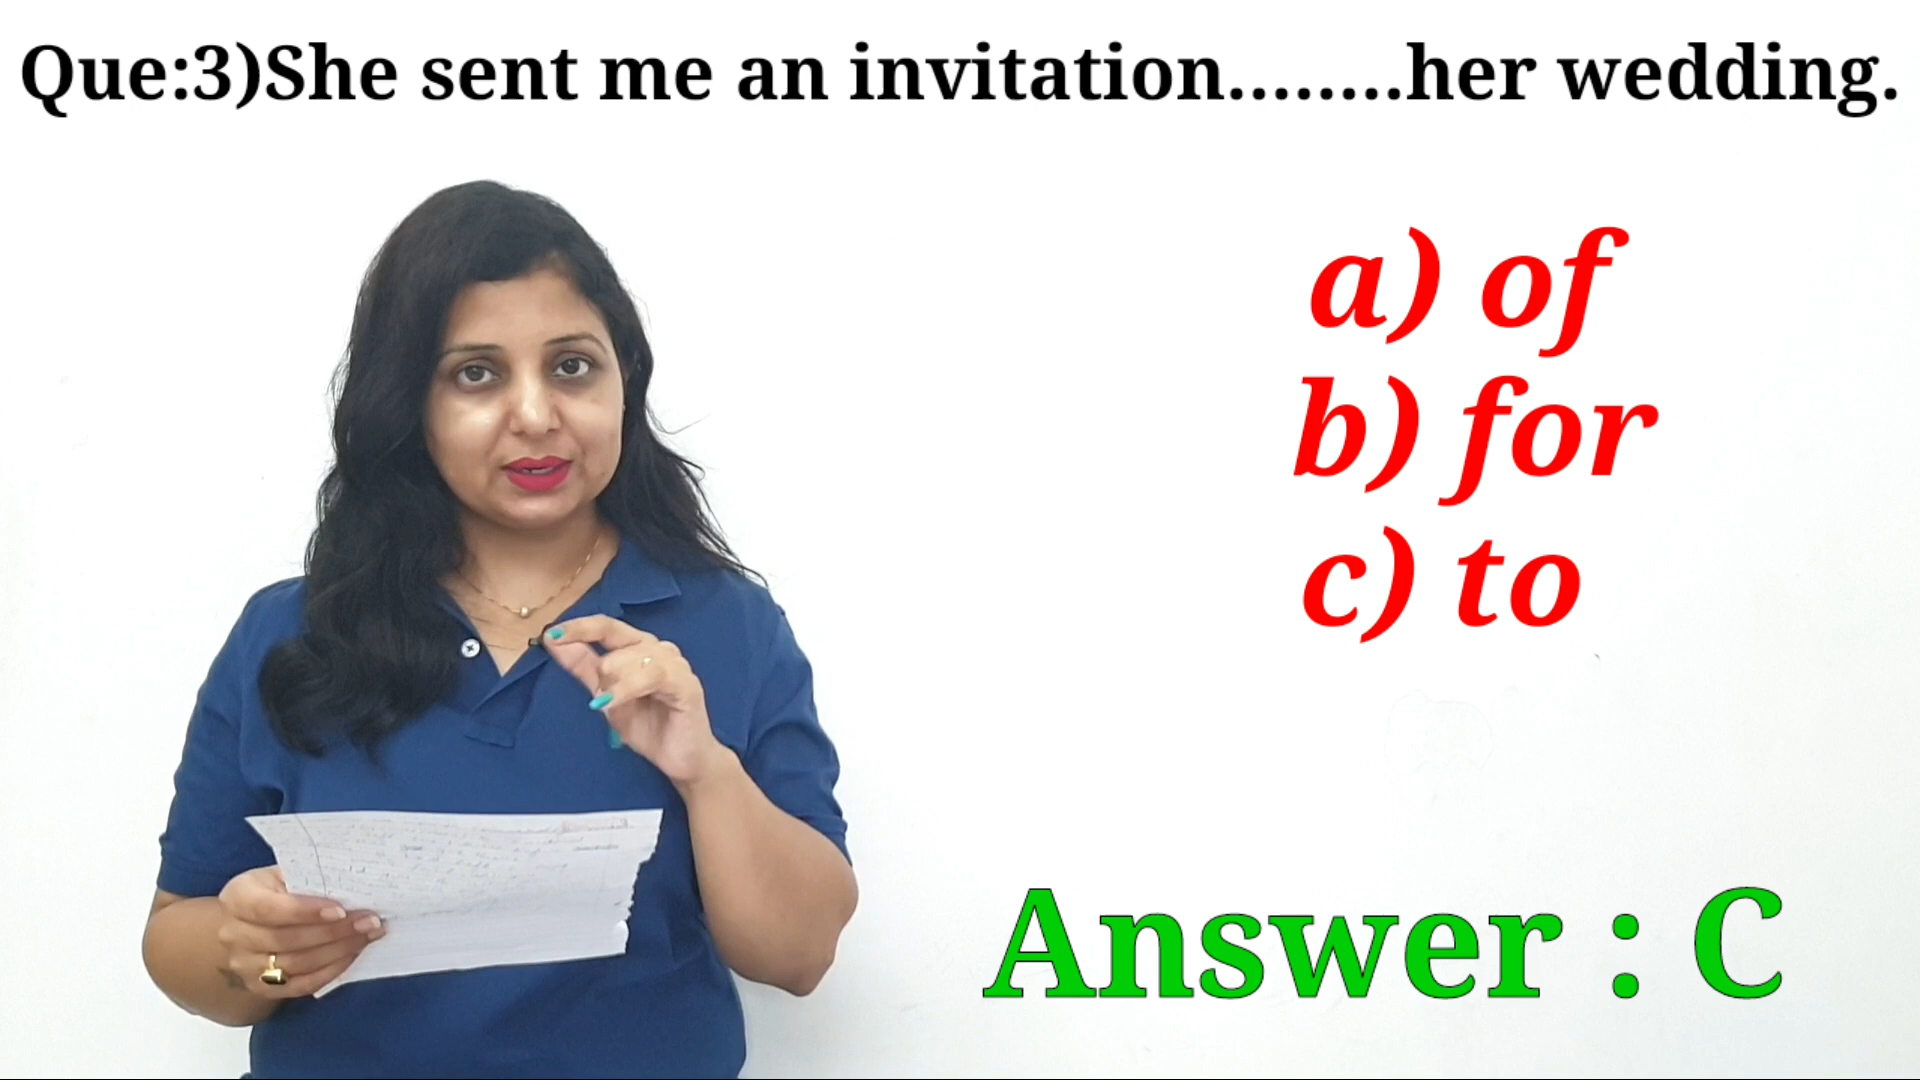 Que:3)She sent me an invitation........her wedding.
a) of
b) for
c) to
Answer : C